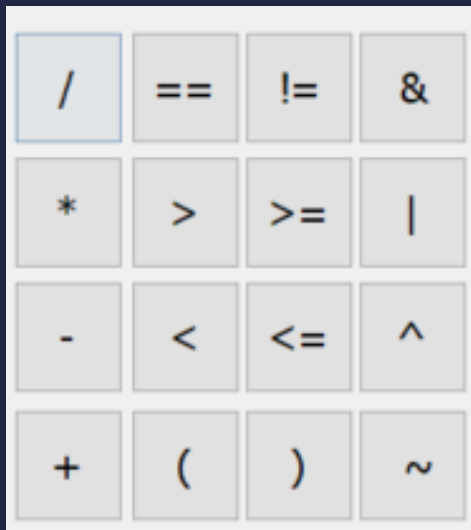 / == != &
* > >= |
- < <= ^
+ ( ) ~